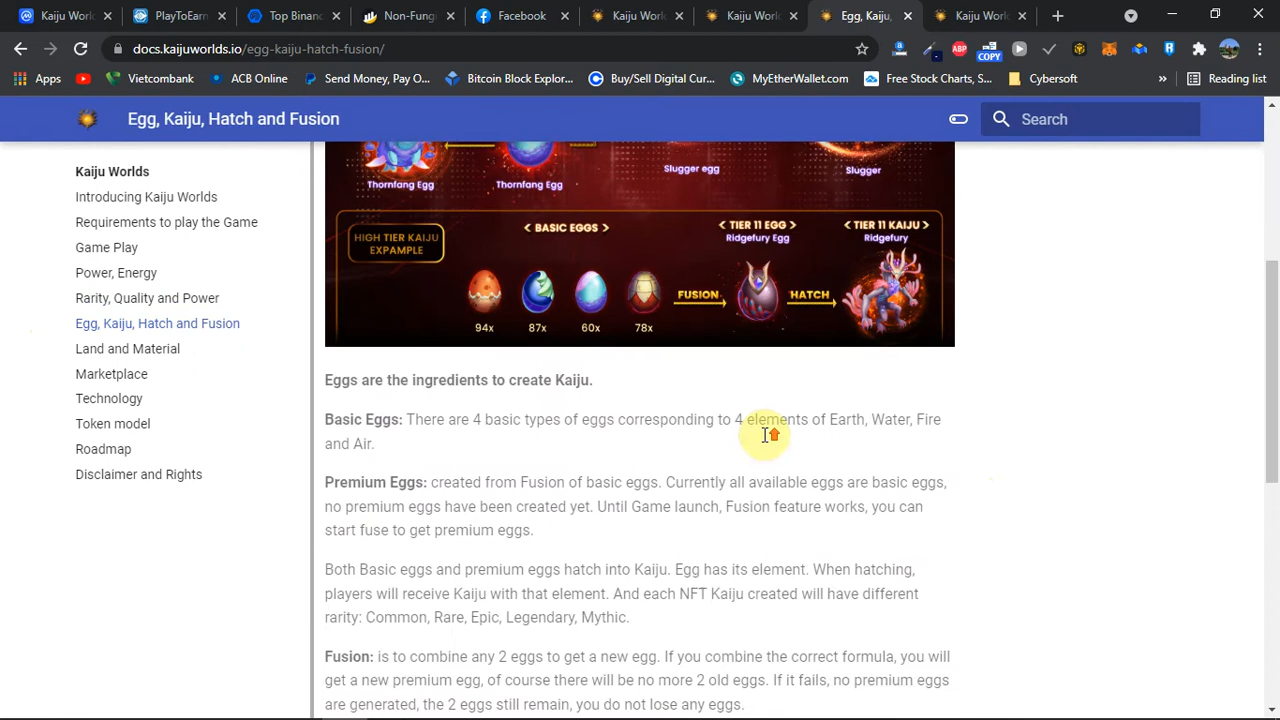 Kaiju Worl
PlayToEarn
Top Binanc
Non-Fungi
Facebook
Kaiju Worl
Kaiju Worl
Egg, Kaiju,
Kaiju Worl
docs.kaijuworlds.io/egg-kaiju-hatch-fusion/
ABP
COPY
Apps
Vietcombank
ACB Online
Send Money, Pay O...
Bitcoin Block Explor...
Buy/Sell Digital Cur...
MyEtherWallet.com
Free Stock Charts, S...
Cybersoft
»
Reading list
Egg, Kaiju, Hatch and Fusion
Search
Kaiju Worlds
Introducing Kaiju Worlds
Requirements to play the Game
Game Play
Power, Energy
Rarity, Quality and Power
Egg, Kaiju, Hatch and Fusion
Land and Material
Marketplace
Technology
Token model
Roadmap
Disclaimer and Rights
Thornfang Egg
Thornfang Egg
Slugger egg
Slugger
HIGH TIER KAIJU
EXPAMPLE
< BASIC EGGS >
< TIER 11 EGG >
Ridgefury Egg
< TIER 11 KAIJU >
Ridgefury
FUSION
HATCH
94x
87x
60x
78x
Eggs are the ingredients to create Kaiju.
Basic Eggs: There are 4 basic types of eggs corresponding to 4 elements of Earth, Water, Fire
and Air.
Premium Eggs: created from Fusion of basic eggs. Currently all available eggs are basic eggs,
no premium eggs have been created yet. Until Game launch, Fusion feature works, you can
start fuse to get premium eggs.
Both Basic eggs and premium eggs hatch into Kaiju. Egg has its element. When hatching,
players will receive Kaiju with that element. And each NFT Kaiju created will have different
rarity: Common, Rare, Epic, Legendary, Mythic.
Fusion: is to combine any 2 eggs to get a new egg. If you combine the correct formula, you will
get a new premium egg, of course there will be no more 2 old eggs. If it fails, no premium eggs
are generated, the 2 eggs still remain, you do not lose any eggs.